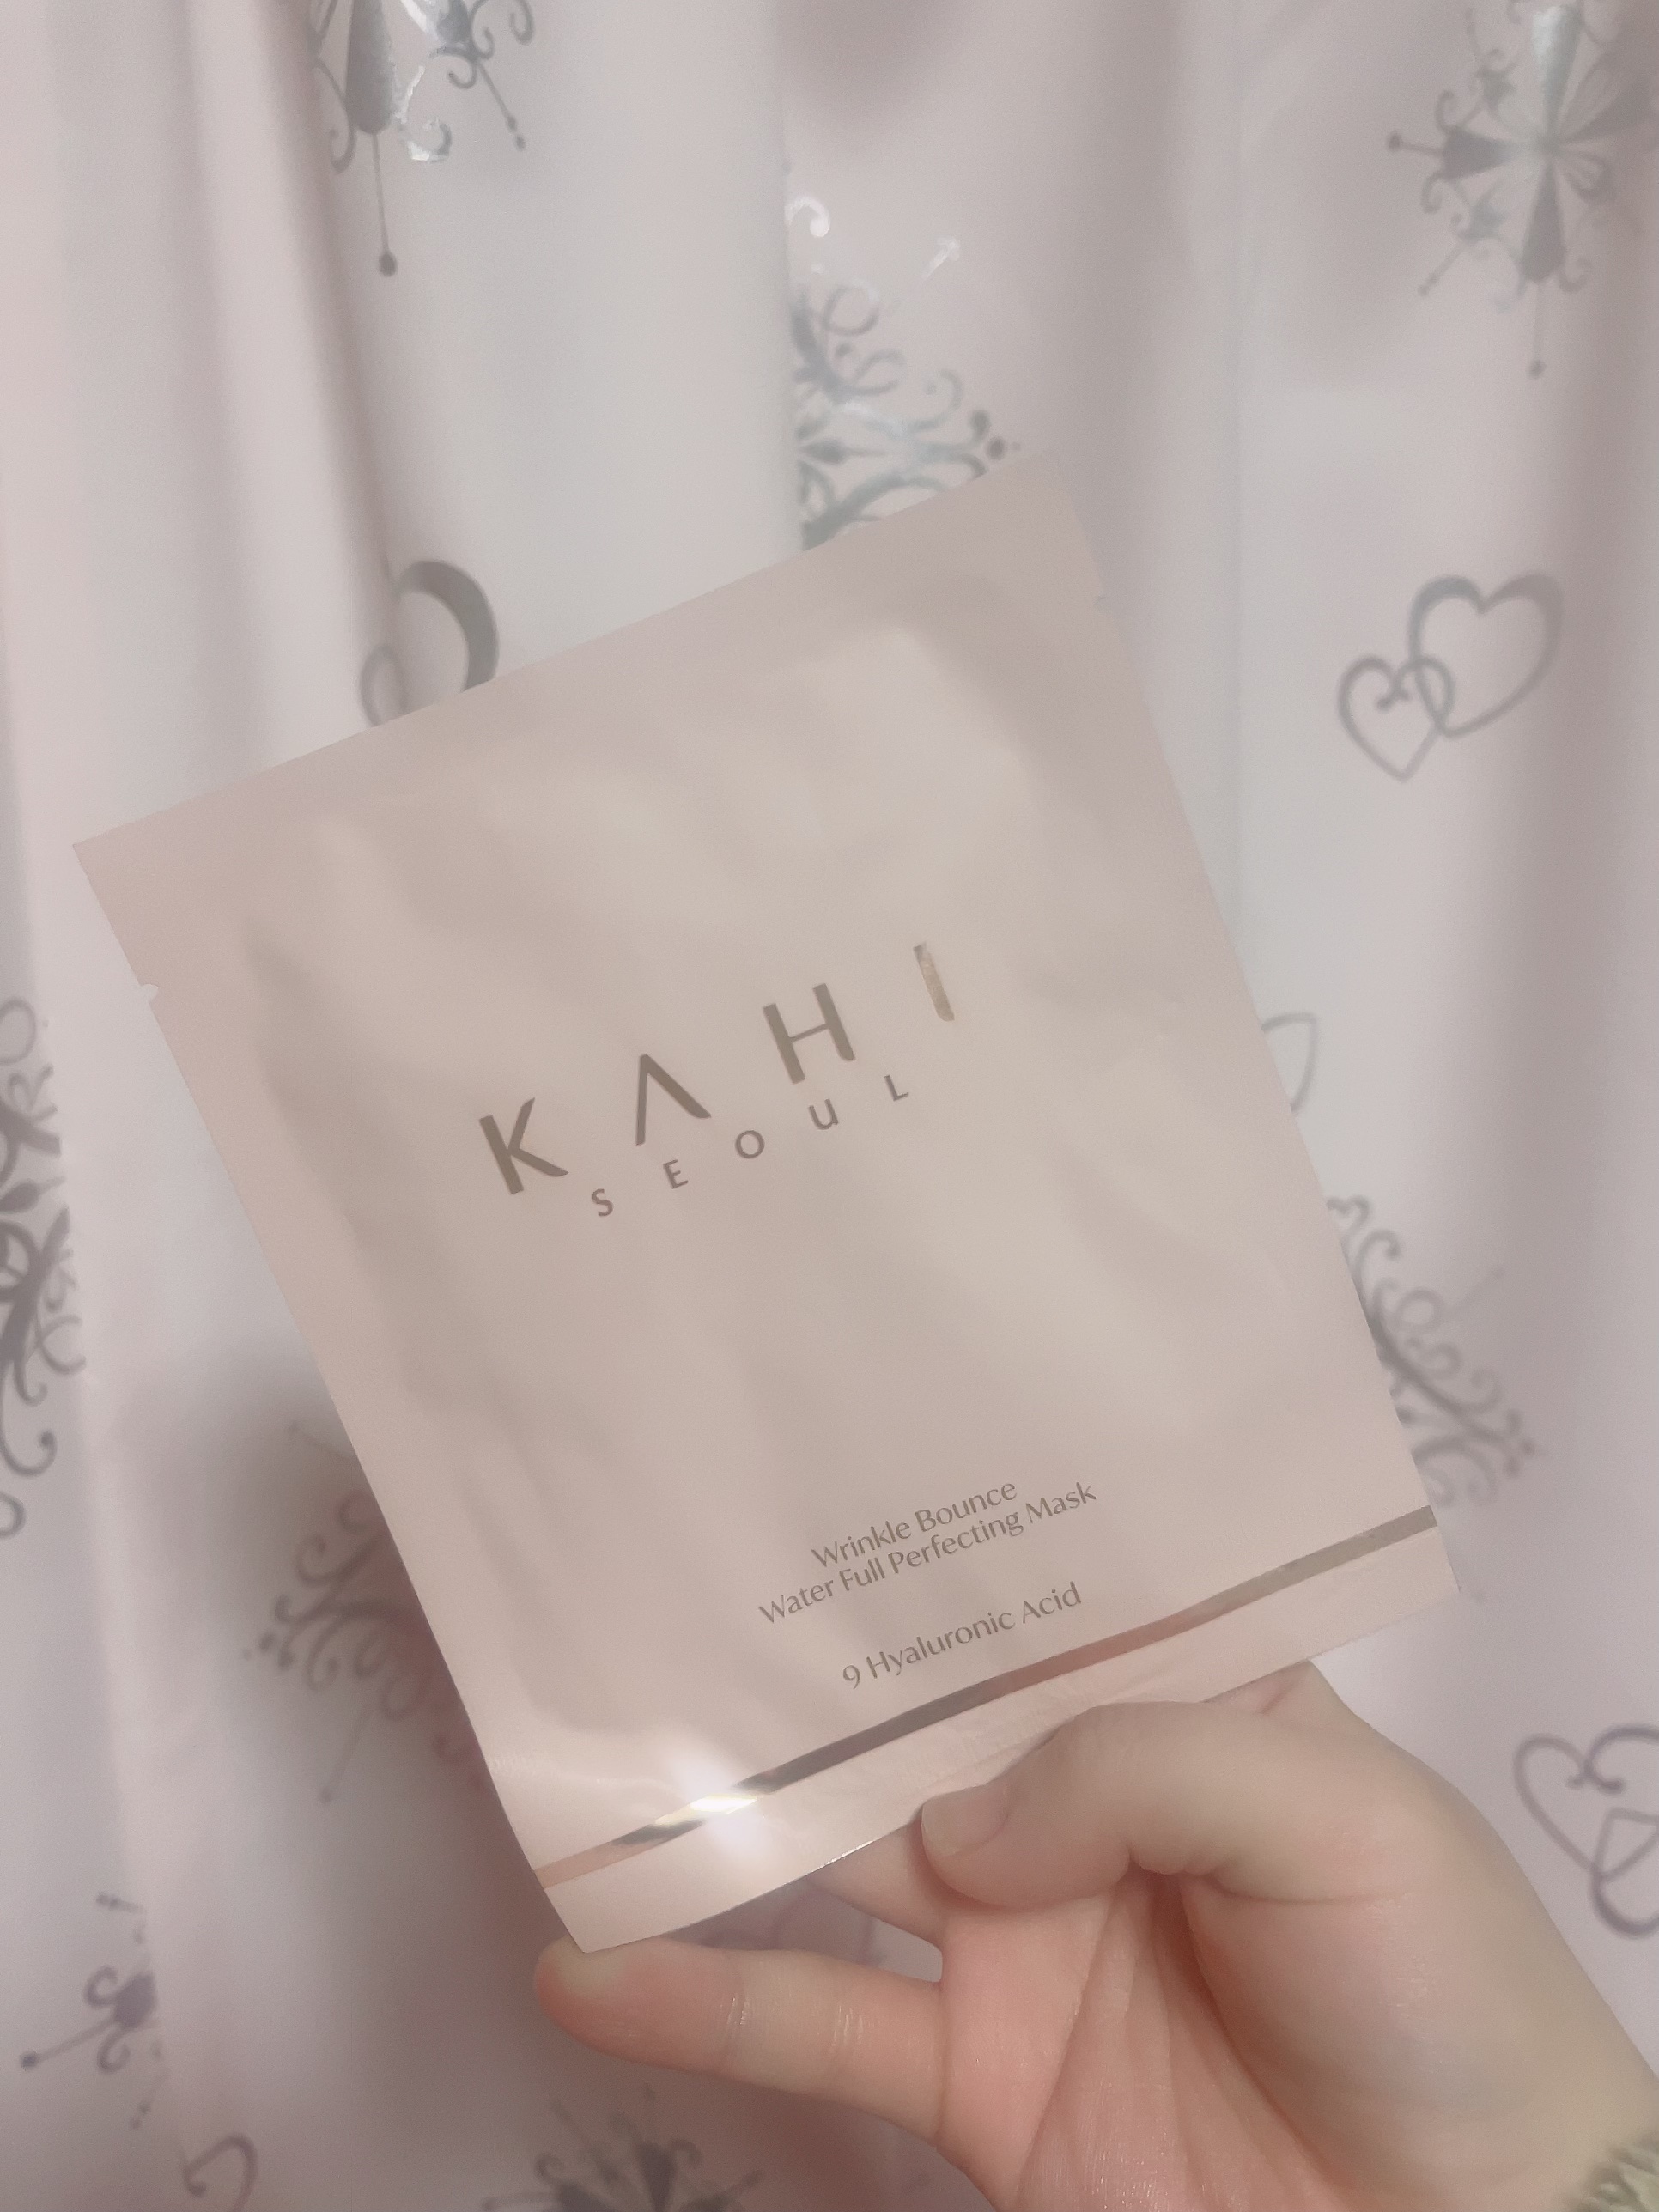 KAHI
SEOUL
Wrinkle Bounce
Water Full Perfecting Mask
9 Hyaluronic Acid